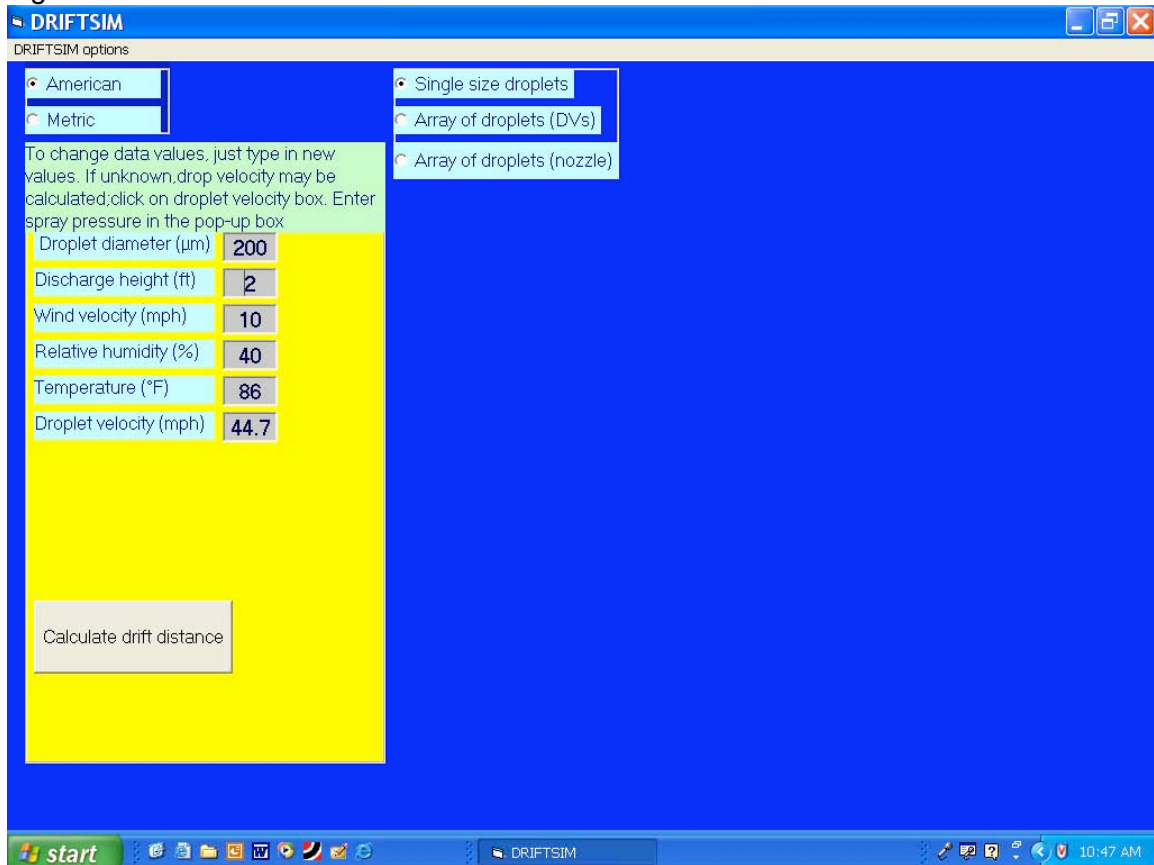 DRIFTSIM
DRIFTSIM options
American
Metric
Single size droplets
Array of droplets (DVs)
Array of droplets (nozzle)
To change data values, just type in new
values. If unknown,drop velocity may be
calculated;click on droplet velocity box. Enter
spray pressure in the pop-up box
Droplet diameter (µm) 200
Discharge height (ft) 2
Wind velocity (mph) 10
Relative humidity (%) 40
Temperature (°F) 86
Droplet velocity (mph) 44.7
Calculate drift distance
start DRIFTSIM 10:47 AM